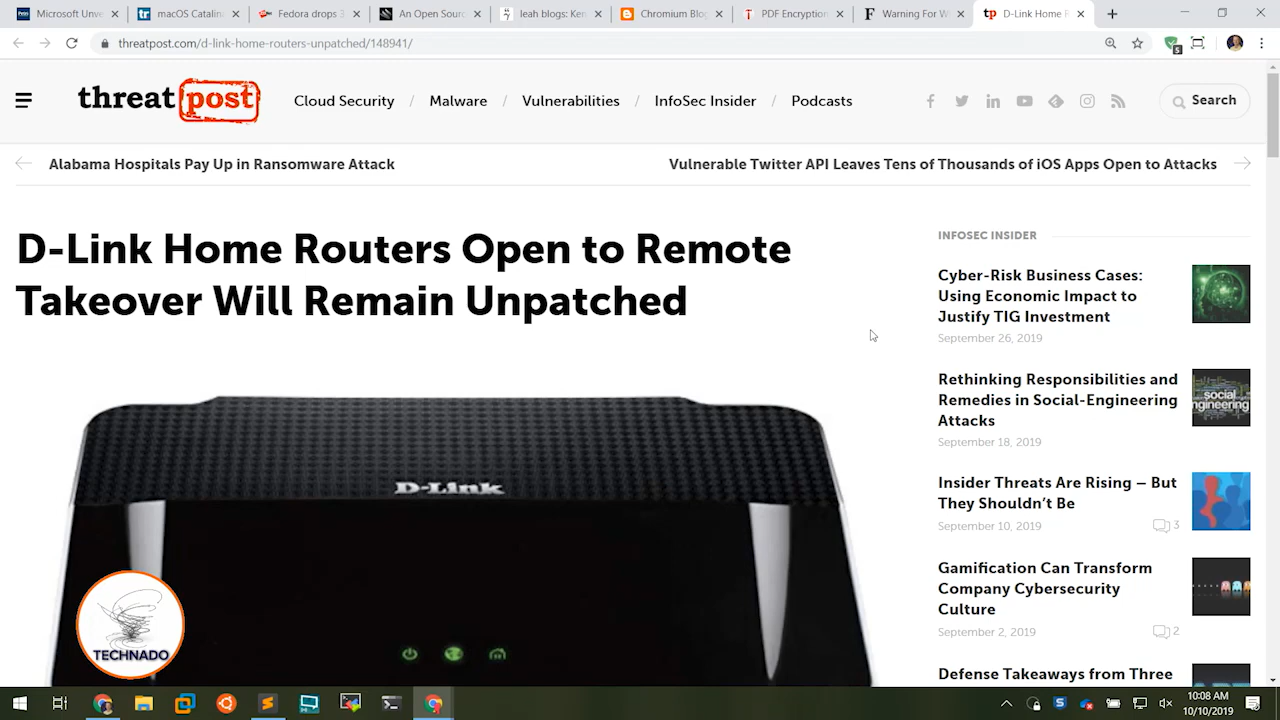 Microsoft Unve
macOS Catalin
Fedora drops 3
An Open Sourc
leah blogs: Ken
Chromium Blog
PDF Encryption
Warning For W
D-Link Home R
threatpost.com/d-link-home-routers-unpatched/148941/
5
threat post
Cloud Security / Malware / Vulnerabilities / InfoSec Insider / Podcasts
Search
Alabama Hospitals Pay Up in Ransomware Attack
Vulnerable Twitter API Leaves Tens of Thousands of iOS Apps Open to Attacks
D-Link Home Routers Open to Remote
Takeover Will Remain Unpatched
INFOSEC INSIDER
Cyber-Risk Business Cases:
Using Economic Impact to
Justify TIG Investment
September 26, 2019
Rethinking Responsibilities and
Remedies in Social-Engineering
Attacks
September 18, 2019
social
engineering
Insider Threats Are Rising – But
They Shouldn't Be
September 10, 2019
3
Gamification Can Transform
Company Cybersecurity
Culture
September 2, 2019
2
Defense Takeaways from Three
D-Link
TECHNADO
10:08 AM
10/10/2019